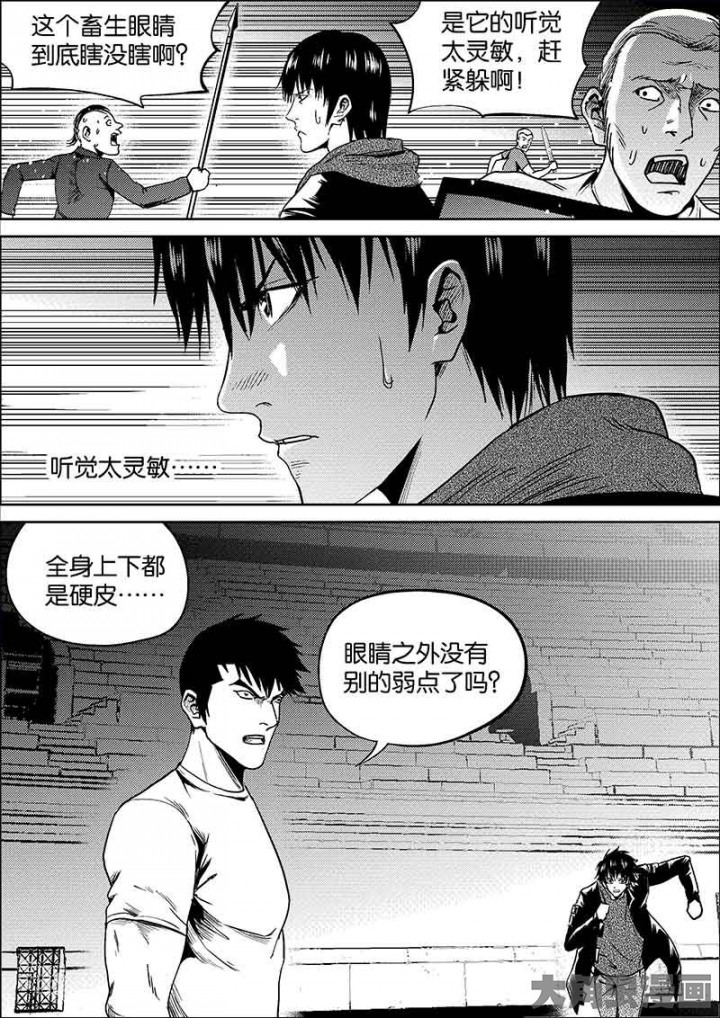 这个畜生眼睛
到底瞎没瞎啊？
是它的听觉
太灵敏，赶
紧躲啊！
听觉太灵敏……
全身上下都
是硬皮……
眼睛之外没有
别的弱点了吗？